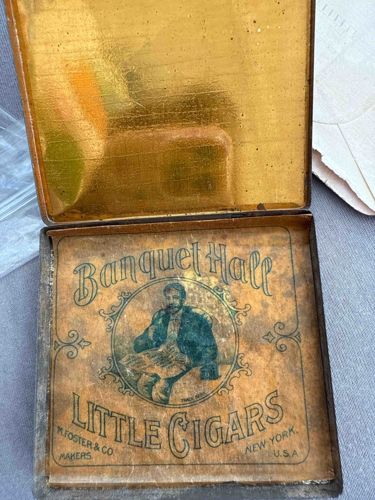 Banquet Hall
LITTLE CIGARS
M. FOSTER & CO.
MAKERS.
NEW YORK.
U.S.A